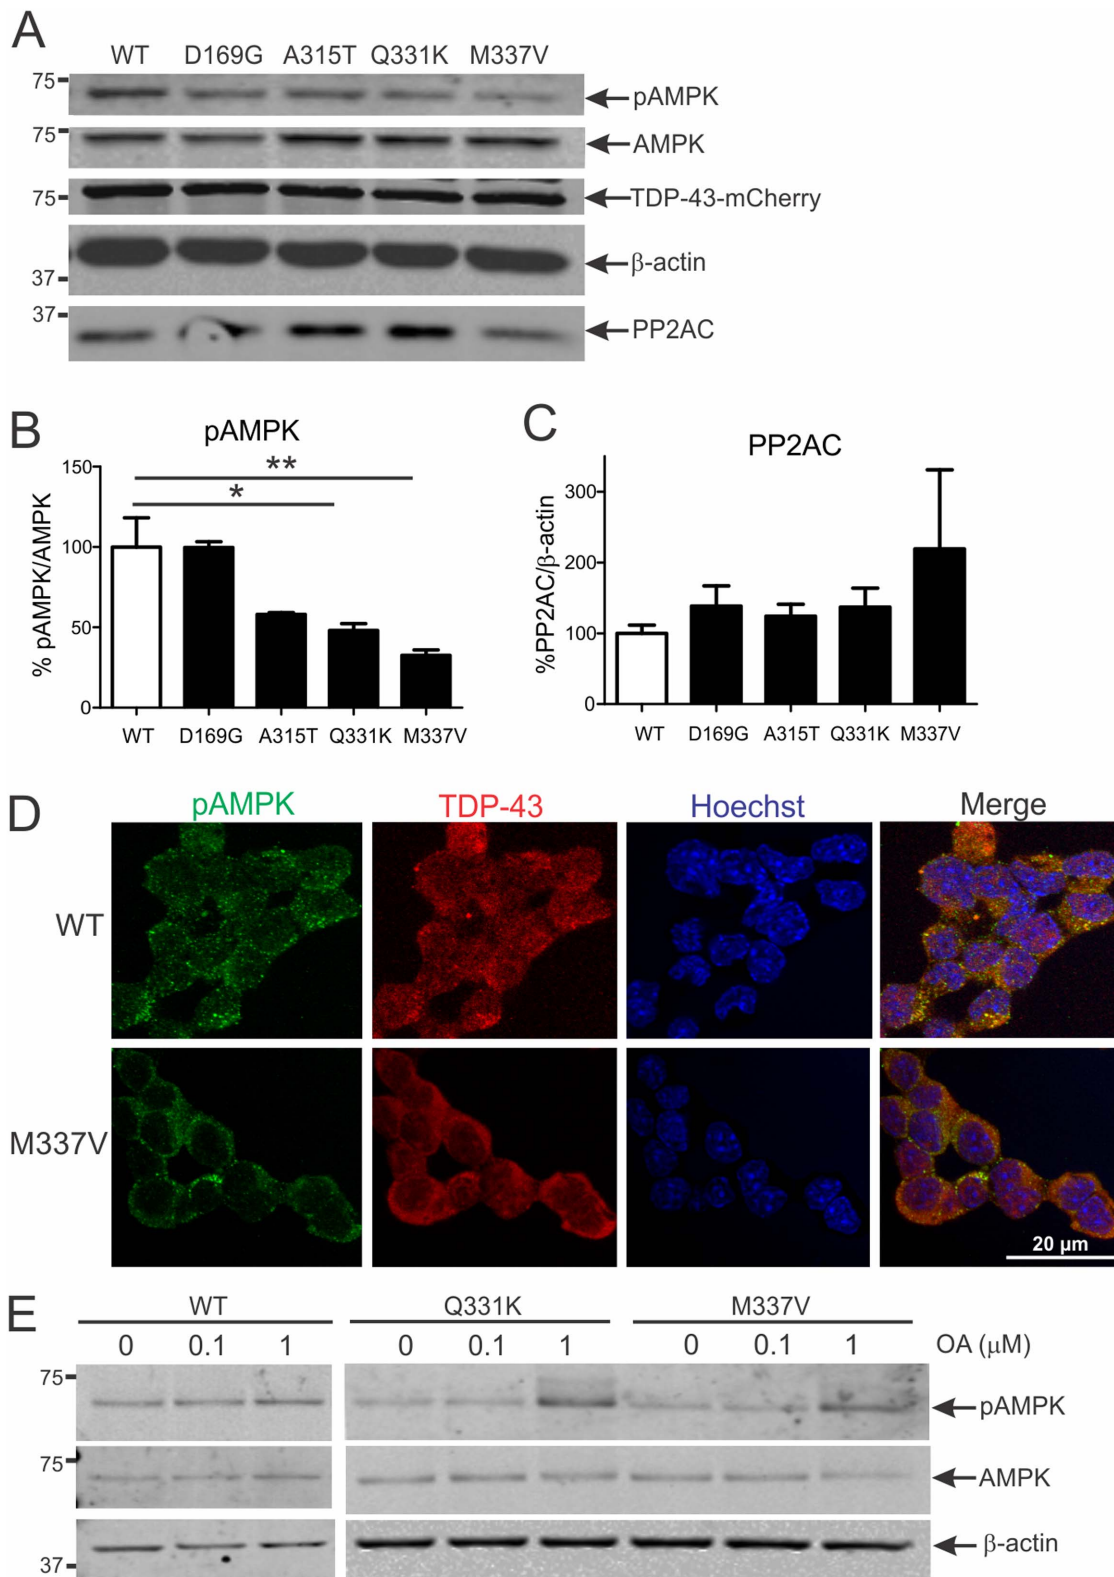 A
WT D169G A315T Q331K M337V
75
pAMPK
75
AMPK
75
TDP-43-mCherry
β-actin
37
37
PP2AC
B
pAMPK
**
*
150
100
50
0
% pAMPK/AMPK
WT D169G A315T Q331K M337V
C
PP2AC
300
200
100
0
%PP2AC/β-actin
WT D169G A315T Q331K M337V
D
pAMPK TDP-43 Hoechst Merge
WT
M337V
20 µm
E
WT Q331K M337V
0 0.1 1 0 0.1 1 0 0.1 1 OA (µM)
75
pAMPK
75
AMPK
β-actin
37